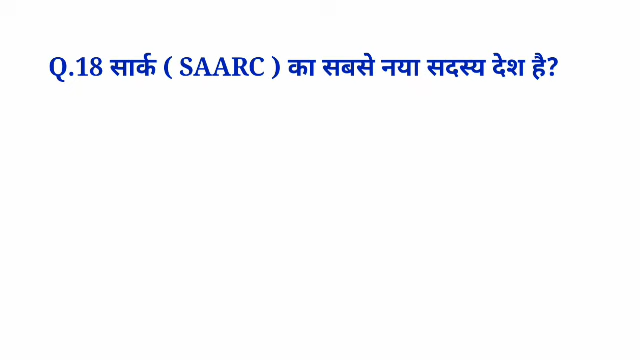 Q.18 सार्क ( SAARC ) का सबसे नया सदस्य देश है?